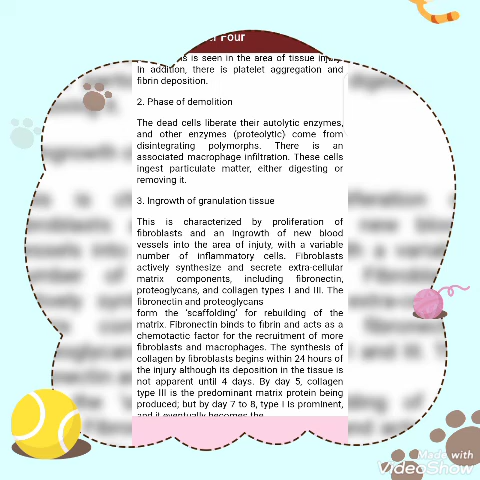 Four
is seen in the area of tissue injury.
In addition, there is platelet aggregation and
fibrin deposition.
2. Phase of demolition
The dead cells liberate their autolytic enzymes,
and other enzymes (proteolytic) come from
disintegrating polymorphs. There is an
associated macrophage infiltration. These cells
ingest particulate matter, either digesting or
removing it.
3. Ingrowth of granulation tissue
This is characterized by proliferation of
fibroblasts and an ingrowth of new blood
vessels into the area of injuty, with a variable
number of inflammatory cells. Fibroblasts
actively synthesize and secrete extra-cellular
matrix components, including fibronectin,
proteoglycans, and collagen types I and III. The
fibronectin and proteoglycans
form the 'scaffolding' for rebuilding of the
matrix. Fibronectin binds to fibrin and acts as a
chemotactic factor for the recruitment of more
fibroblasts and macrophages. The synthesis of
collagen by fibroblasts begins within 24 hours of
the injury although its deposition in the tissue is
not apparent until 4 days. By day 5, collagen
type III is the predominant matrix protein being
produced; but by day 7 to 8, type I is prominent,
and it eventually becomes the
Made with
VideoShow